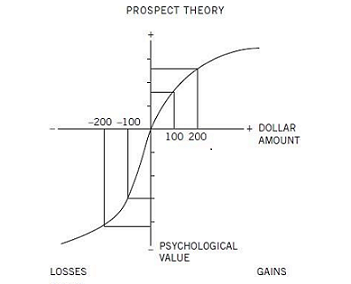 PROSPECT THEORY
+
-200 -100
- + DOLLAR
100 200 AMOUNT
- PSYCHOLOGICAL
VALUE
LOSSES GAINS